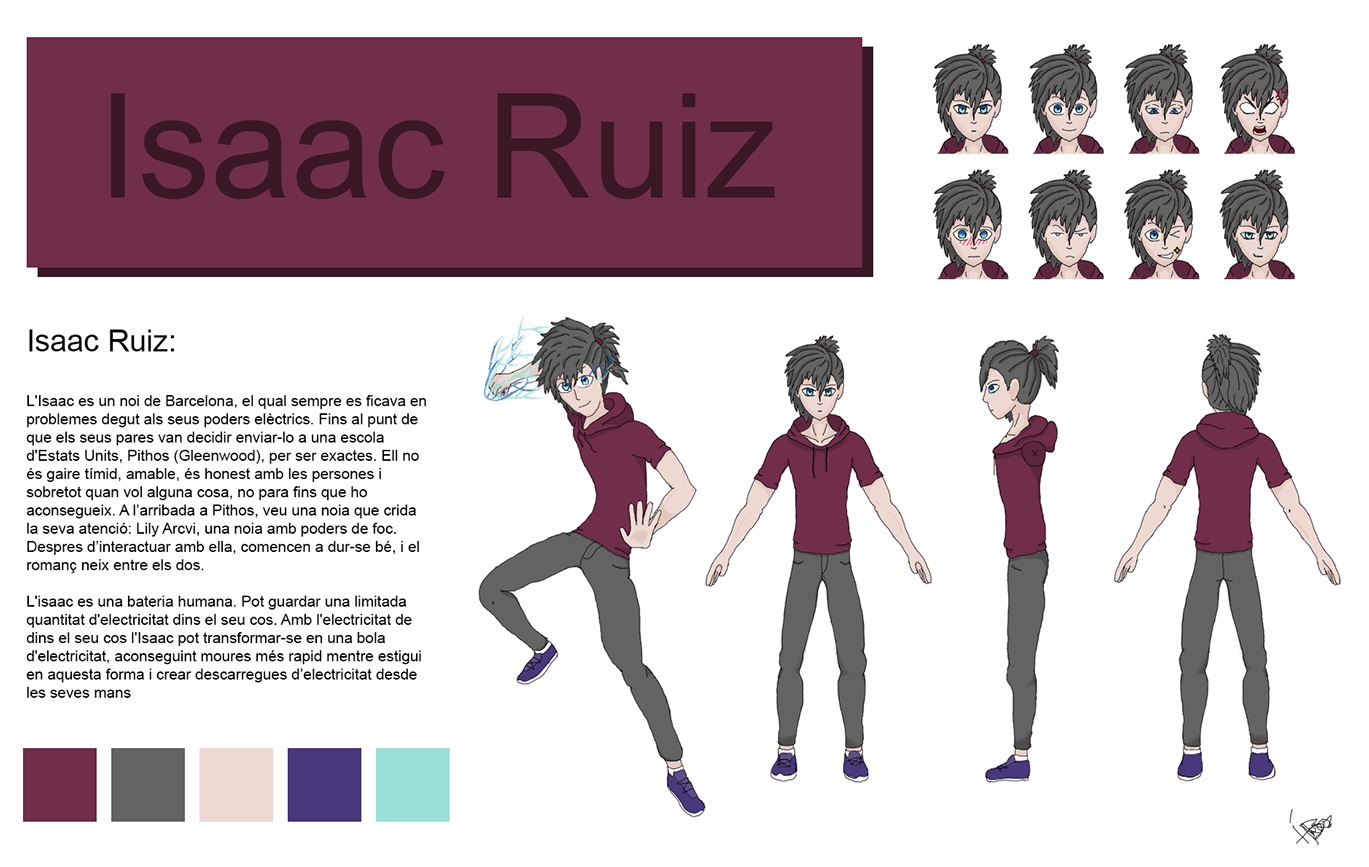 Isaac Ruiz
Isaac Ruiz:
L'Isaac es un noi de Barcelona, el qual sempre es ficava en
problemes degut als seus poders elèctrics. Fins al punt de
que els seus pares van decidir enviar-lo a una escola
d'Estats Units, Pithos (Gleenwood), per ser exactes. Ell no
és gaire tímid, amable, és honest amb les persones i
sobretot quan vol alguna cosa, no para fins que ho
aconsegueix. A l’arribada a Pithos, veu una noia que crida
la seva atenció: Lily Arcvi, una noia amb poders de foc.
Despres d’interactuar amb ella, comencen a dur-se bé, i el
romanç neix entre els dos.
L'isaac es una bateria humana. Pot guardar una limitada
quantitat d'electricitat dins el seu cos. Amb l'electricitat de
dins el seu cos l'Isaac pot transformar-se en una bola
d'electricitat, aconseguint moures més rapid mentre estigui
en aquesta forma i crear descarregues d’electricitat desde
les seves mans